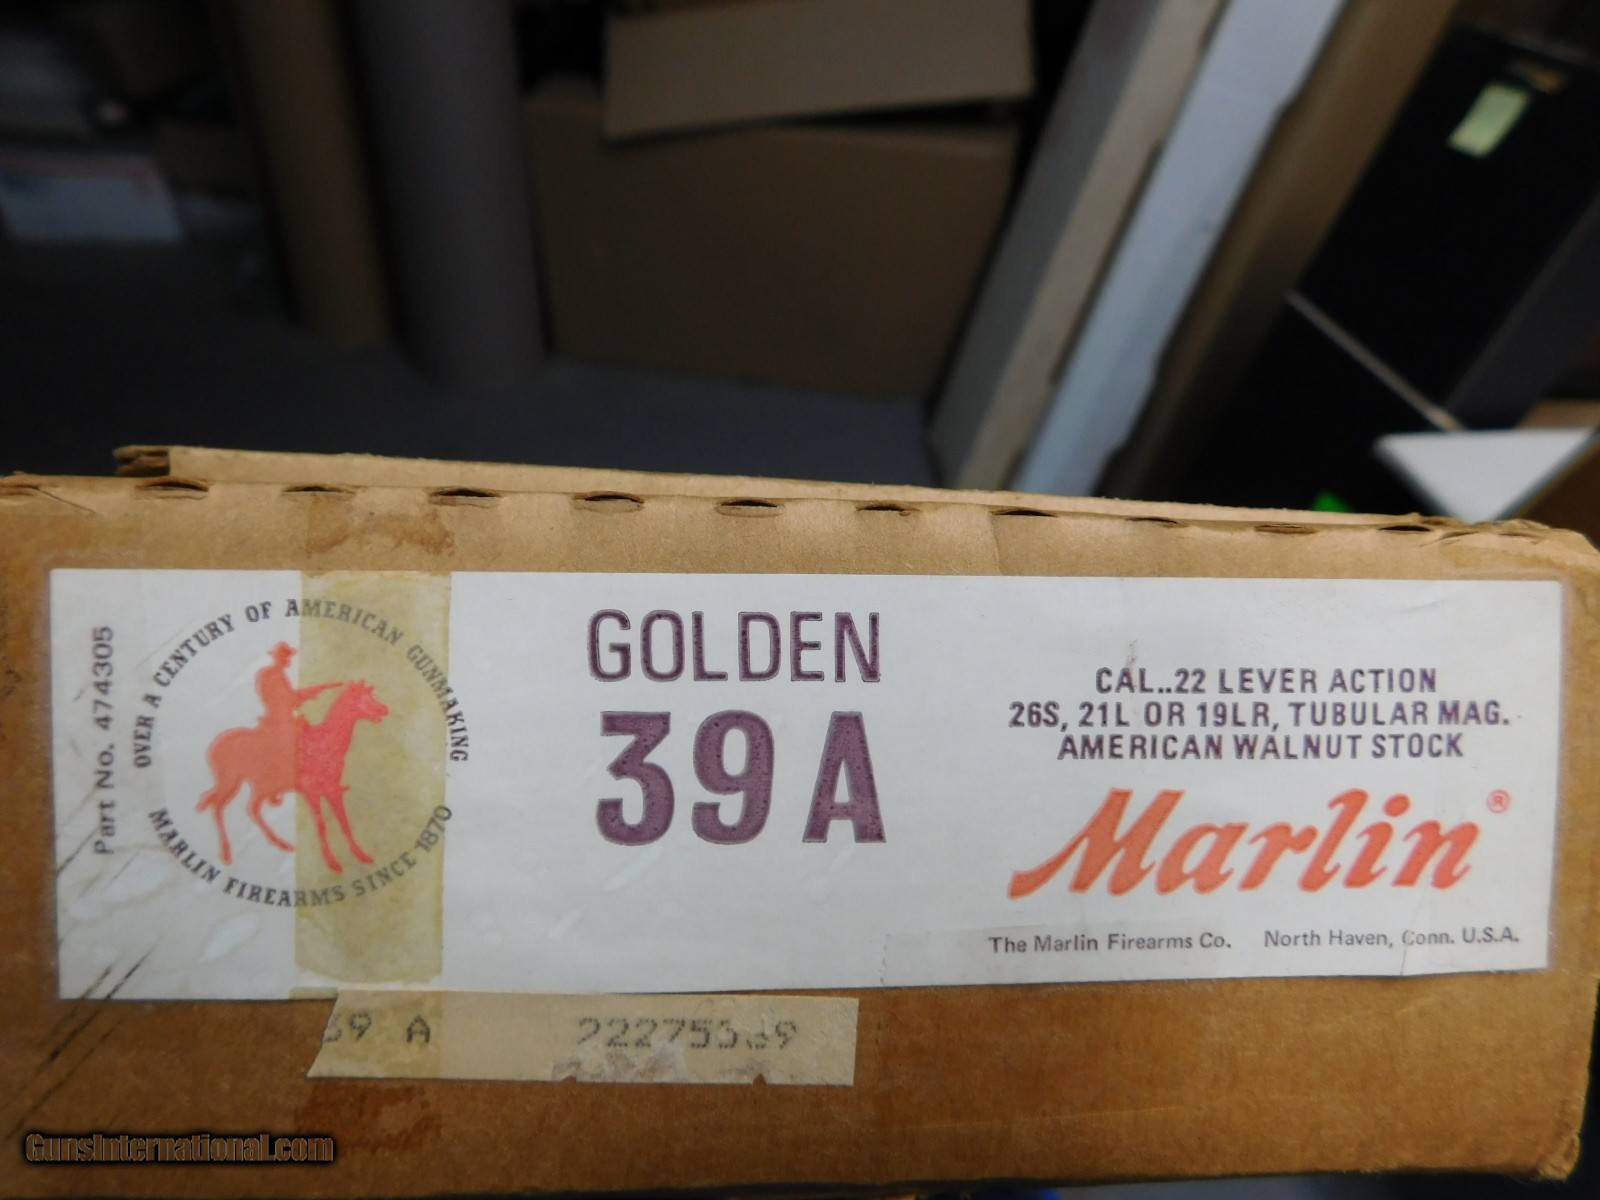 Part No. 474305
OVER A CENTURY OF AMERICAN GUNMAKING
MARLIN FIREARMS SINCE 1870
GOLDEN
39A
CAL..22 LEVER ACTION
26S, 21L OR 19LR, TUBULAR MAG.
AMERICAN WALNUT STOCK
Marlin®
The Marlin Firearms Co. North Haven, Conn. U.S.A.
39 A
GunsInternational.com